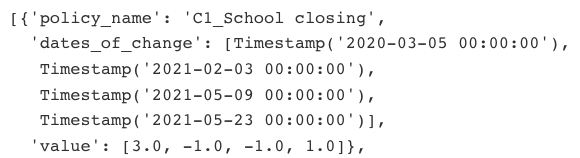 [{'policy_name': 'C1_School closing',
'dates_of_change': [Timestamp('2020-03-05 00:00:00'),
Timestamp('2021-02-03 00:00:00'),
Timestamp('2021-05-09 00:00:00'),
Timestamp('2021-05-23 00:00:00')],
'value': [3.0, -1.0, -1.0, 1.0]},